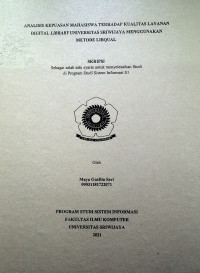 ANALISIS KEPUASAN MAHASISWA TERHADAP KUALITAS LAYANAN
DIGITAL LIBRARY UNIVERSITAS SRIWIJAYA MENGGUNAKAN
METODE LIBQUAL
SKRIPSI
Sebagai salah satu syarat untuk menyelesaikan Studi
di Program Studi Sistem Informasi S1
Oleh
Maya Gustlin Sari
09031181722071
PROGRAM STUDI SISTEM INFORMASI
FAKULTAS ILMU KOMPUTER
UNIVERSITAS SRIWIJAYA
2021